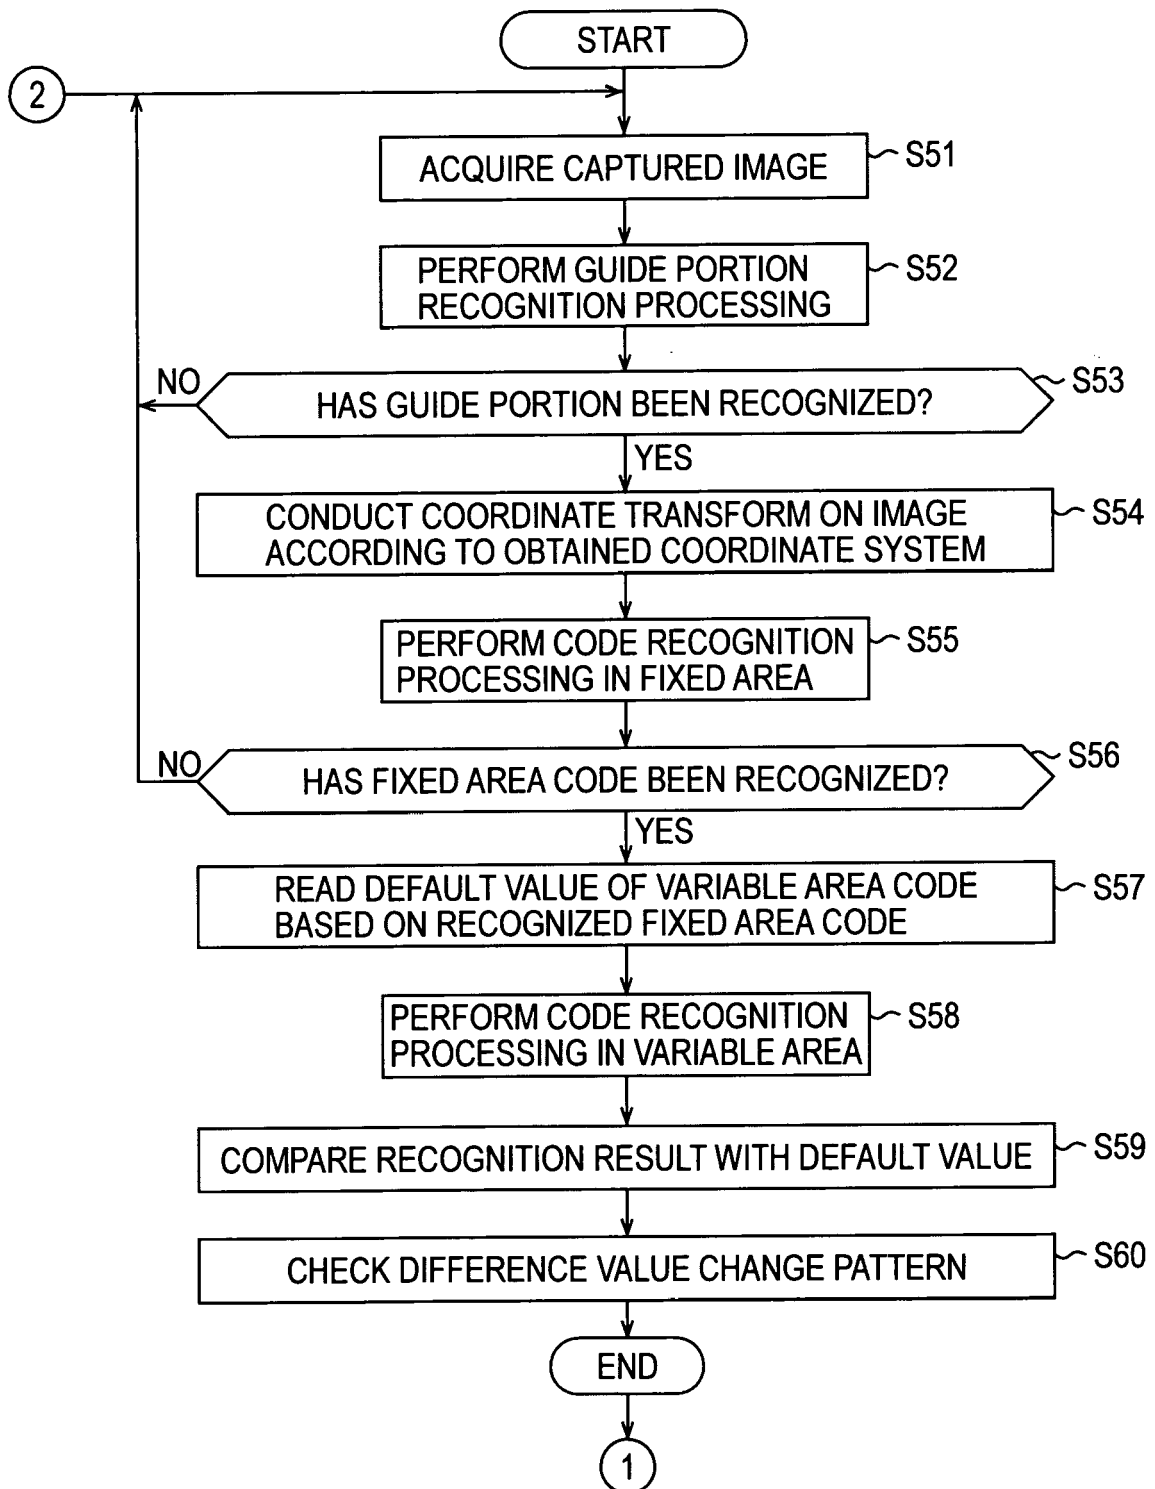 START
2
ACQUIRE CAPTURED IMAGE
S51
PERFORM GUIDE PORTION
RECOGNITION PROCESSING
S52
NO
HAS GUIDE PORTION BEEN RECOGNIZED?
S53
YES
CONDUCT COORDINATE TRANSFORM ON IMAGE
ACCORDING TO OBTAINED COORDINATE SYSTEM
S54
PERFORM CODE RECOGNITION
PROCESSING IN FIXED AREA
S55
NO
HAS FIXED AREA CODE BEEN RECOGNIZED?
S56
YES
READ DEFAULT VALUE OF VARIABLE AREA CODE
BASED ON RECOGNIZED FIXED AREA CODE
S57
PERFORM CODE RECOGNITION
PROCESSING IN VARIABLE AREA
S58
COMPARE RECOGNITION RESULT WITH DEFAULT VALUE
S59
CHECK DIFFERENCE VALUE CHANGE PATTERN
S60
END
1